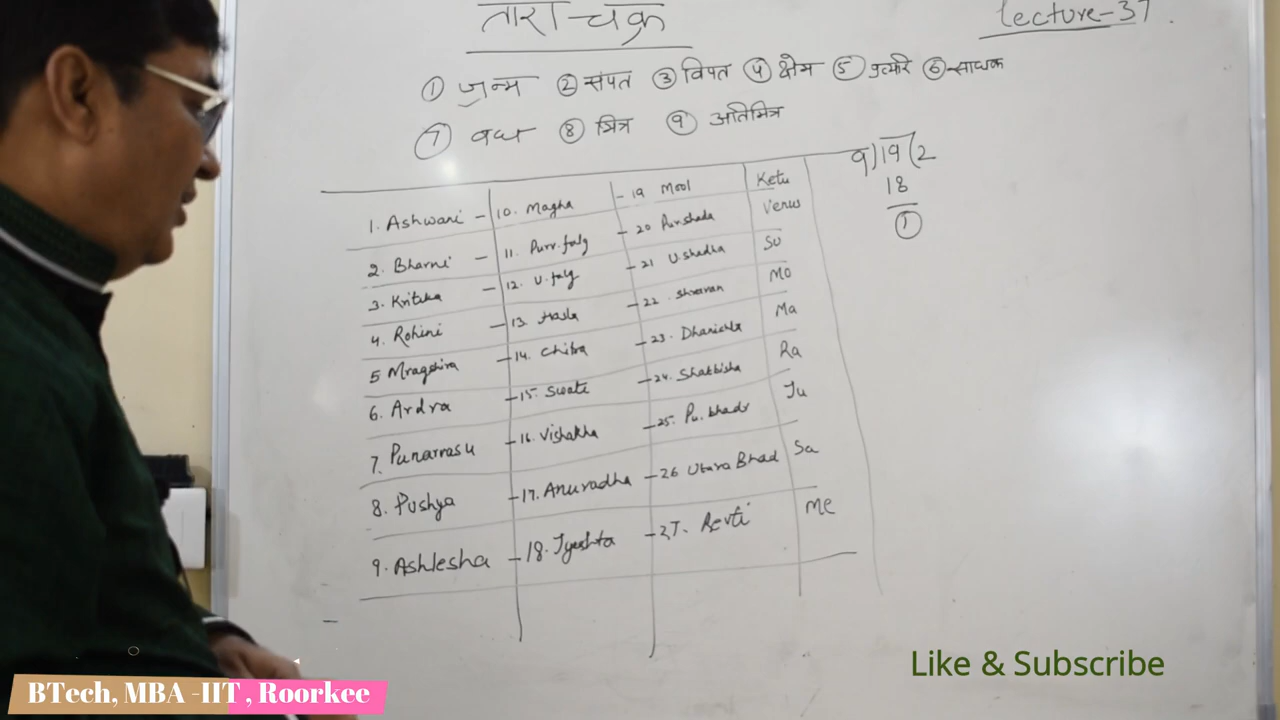 तारा-चक्र
Lecture-37.
① जन्म ② संपत ③ विपत ④ क्षेम ⑤ प्रत्यरि ⑥ साधक
⑦ वध ⑧ मित्र ⑨ अतिमित्र
9)19(2
18
①
1. Ashwani - 10. Magha - 19 Mool Ketu
2. Bharni - 11. Purv.falg - 20 Pur.shada Venus
3. Kritika - 12. U.falg - 21 U.shadha Su
4. Rohini - 13. Hasta - 22. Shravan Mo
5 Mragshira - 14. Chitra - 23. Dhanishta Ma
6. Ardra - 15. Swati - 24. Shatbisha Ra
7. Punarvasu - 16. Vishakha - 25. Pu.bhadr Ju
8. Pushya - 17. Anuradha - 26 Utara Bhad Sa
9. Ashlesha - 18. Jyeshta - 27. Revti Me
Like & Subscribe
BTech, MBA -IIT , Roorkee